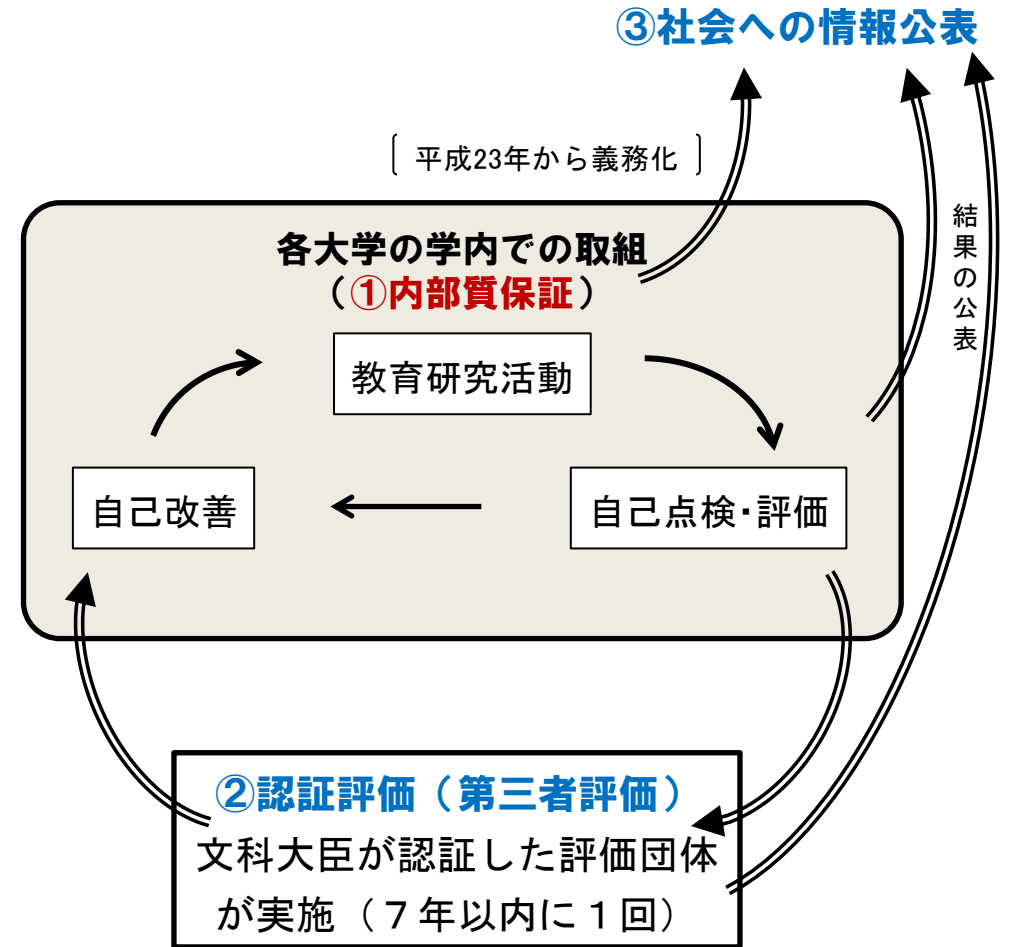 ③社会への情報公表
〔 平成23年から義務化 〕
各大学の学内での取組
（①内部質保証）
教育研究活動
自己改善
自己点検・評価
結果の公表
②認証評価（第三者評価）
文科大臣が認証した評価団体
が実施（７年以内に１回）